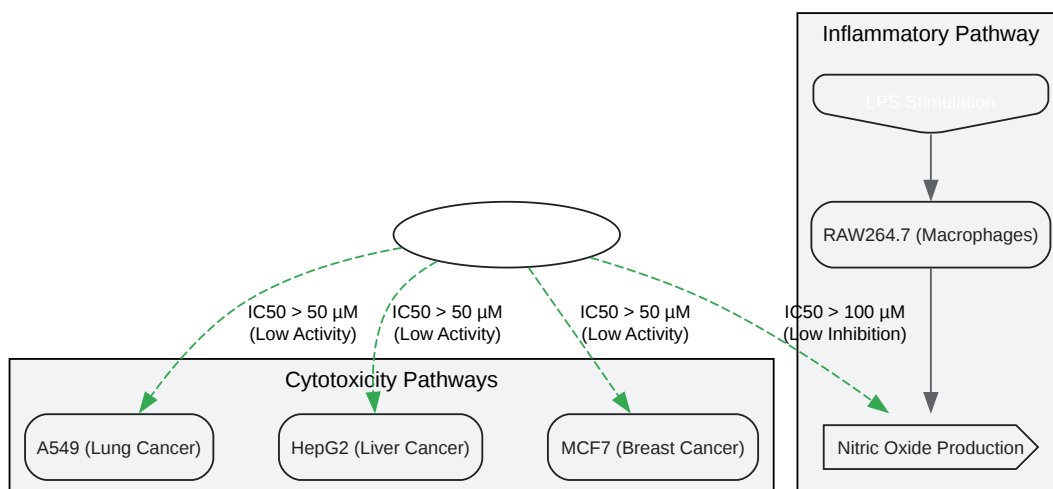 Inflammatory Pathway
LPS Stimulation
RAW264.7 (Macrophages)
IC50 > 50 µM
(Low Activity)
IC50 > 50 µM
(Low Activity)
IC50 > 50 µM
(Low Activity)
IC50 > 100 µM
(Low Inhibition)
Cytotoxicity Pathways
A549 (Lung Cancer)
HepG2 (Liver Cancer)
MCF7 (Breast Cancer)
Nitric Oxide Production